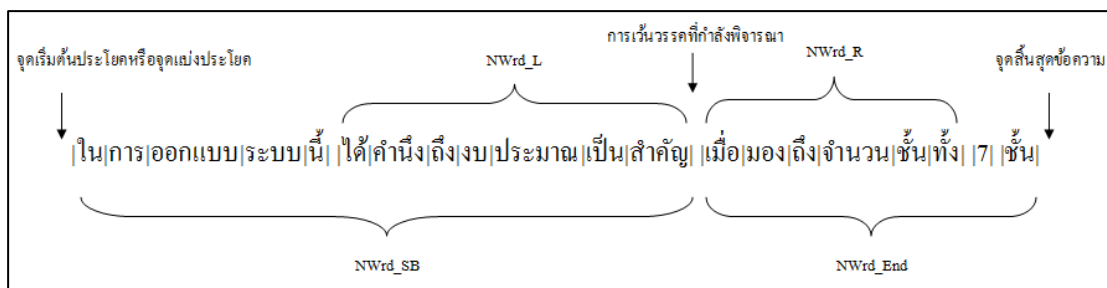 การเว้นวรรคที่กำลังพิจารณา
จุดเริ่มต้นประโยคหรือจุดแบ่งประโยค NWrd_L NWrd_R จุดสิ้นสุดข้อความ
|ใน|การ|ออกแบบ|ระบบ|นี้| |ได้|คำนึง|ถึง|งบ|ประมาณ|เป็น|สำคัญ| |เมื่อ|มอง|ถึง|จำนวน|ชั้น|ทั้ง| |7| |ชั้น|
NWrd_SB NWrd_End